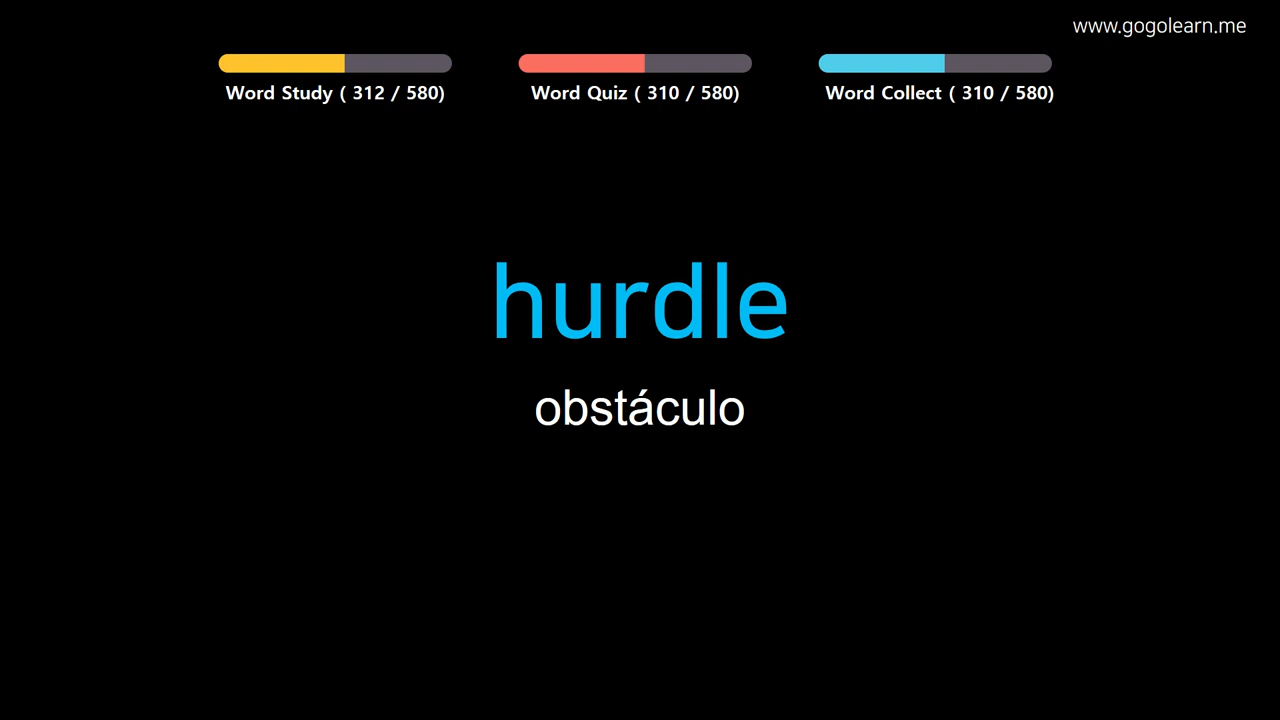 www.gogolearn.me
Word Study ( 312 / 580)
Word Quiz ( 310 / 580)
Word Collect ( 310 / 580)
hurdle
obstáculo